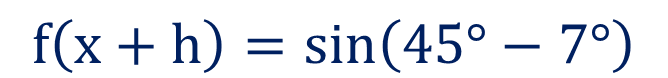 f(x + h) = sin(45° − 7°)